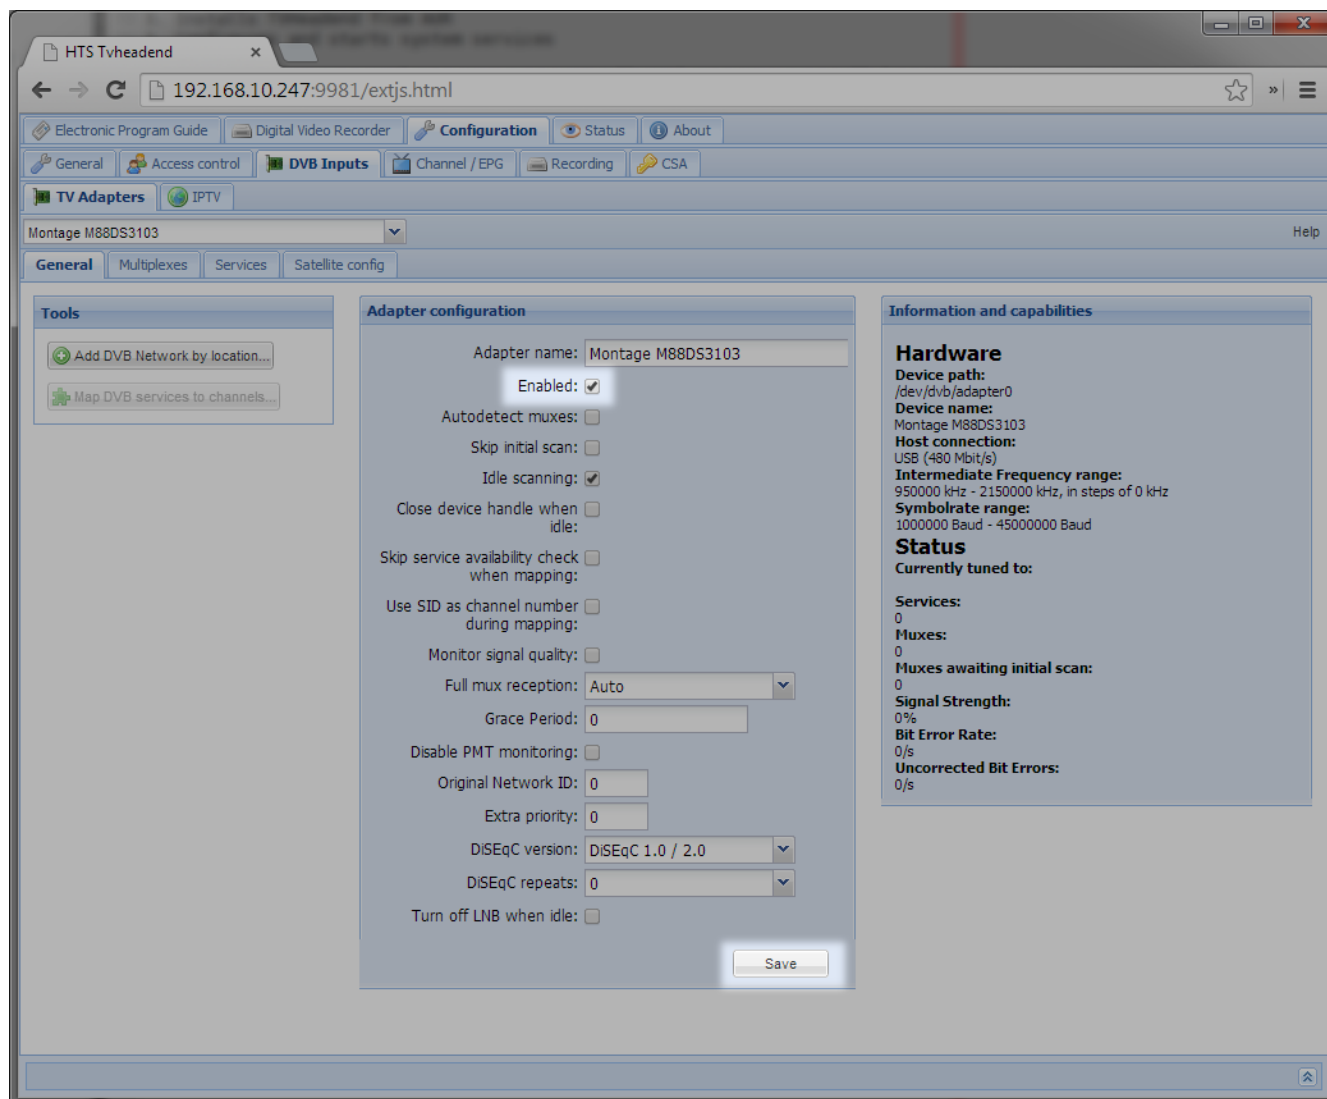 HTS Tvheadend
192.168.10.247:9981/extjs.html
Electronic Program Guide Digital Video Recorder Configuration Status About
General Access control DVB Inputs Channel / EPG Recording CSA
TV Adapters IPTV
Montage M88DS3103 Help
General Multiplexes Services Satellite config
Tools
Add DVB Network by location...
Map DVB services to channels...
Adapter configuration
Adapter name: Montage M88DS3103
Enabled:
Autodetect muxes:
Skip initial scan:
Idle scanning:
Close device handle when
idle:
Skip service availability check
when mapping:
Use SID as channel number
during mapping:
Monitor signal quality:
Full mux reception: Auto
Grace Period: 0
Disable PMT monitoring:
Original Network ID: 0
Extra priority: 0
DiSEqC version: DiSEqC 1.0 / 2.0
DiSEqC repeats: 0
Turn off LNB when idle:
Save
Information and capabilities
Hardware
Device path:
/dev/dvb/adapter0
Device name:
Montage M88DS3103
Host connection:
USB (480 Mbit/s)
Intermediate Frequency range:
950000 kHz - 2150000 kHz, in steps of 0 kHz
Symbolrate range:
1000000 Baud - 45000000 Baud
Status
Currently tuned to:
Services:
0
Muxes:
0
Muxes awaiting initial scan:
0
Signal Strength:
0%
Bit Error Rate:
0/s
Uncorrected Bit Errors:
0/s